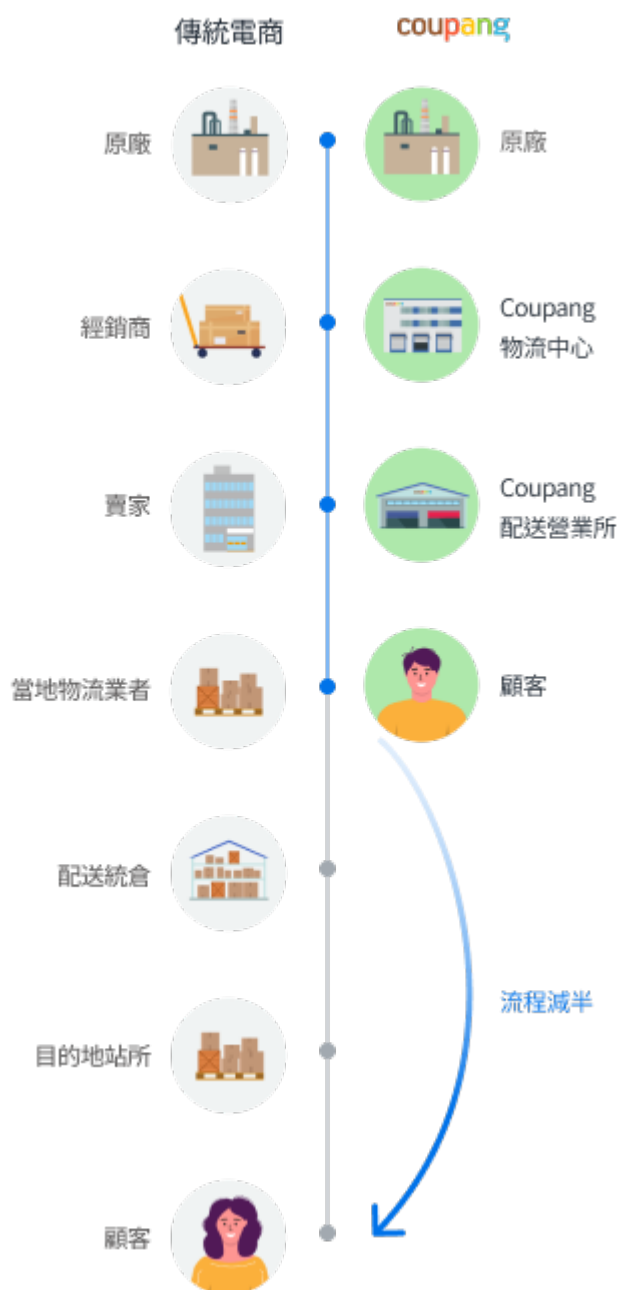 傳統電商
coupang
原廠
原廠
經銷商
Coupang
物流中心
賣家
Coupang
配送營業所
當地物流業者
顧客
配送統倉
流程減半
目的地站所
顧客